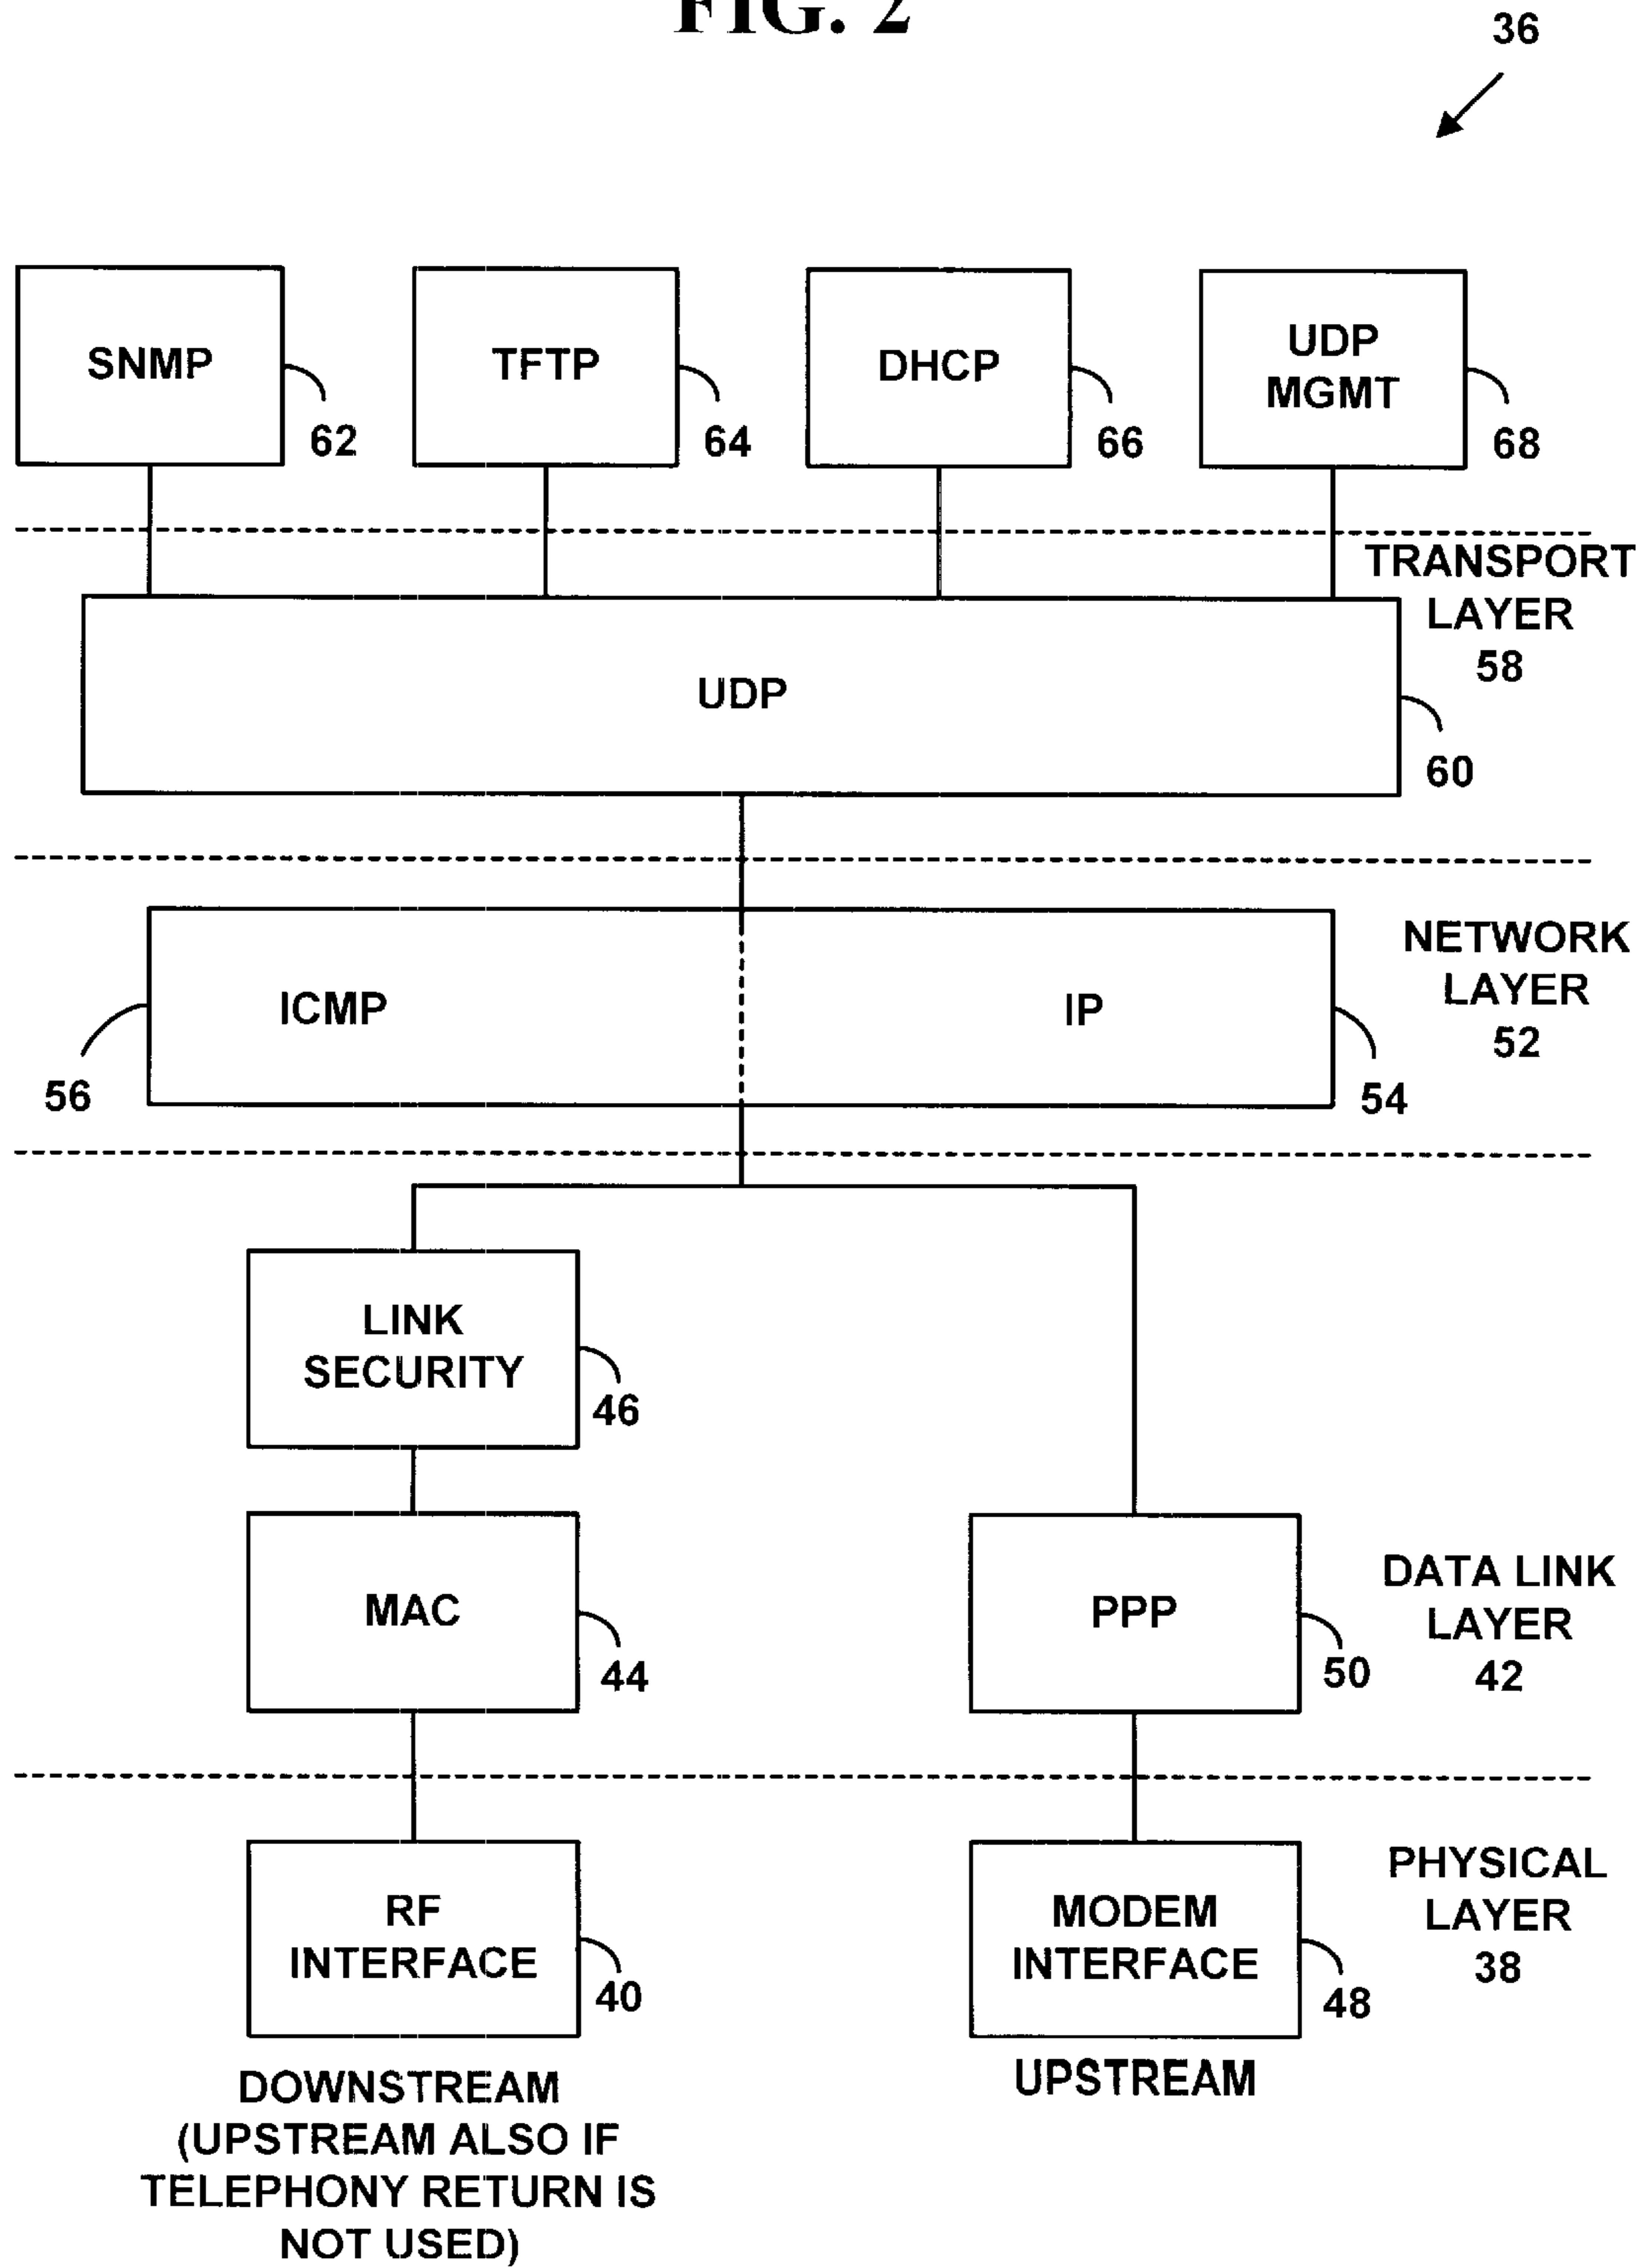 FIG. 2
36
SNMP
62
TFTP
64
DHCP
66
UDP
MGMT
68
TRANSPORT
LAYER
58
UDP
60
NETWORK
LAYER
52
ICMP
56
IP
54
LINK
SECURITY
46
MAC
44
PPP
50
DATA LINK
LAYER
42
RF
INTERFACE
40
MODEM
INTERFACE
48
PHYSICAL
LAYER
38
DOWNSTREAM
(UPSTREAM ALSO IF
TELEPHONY RETURN IS
NOT USED)
UPSTREAM